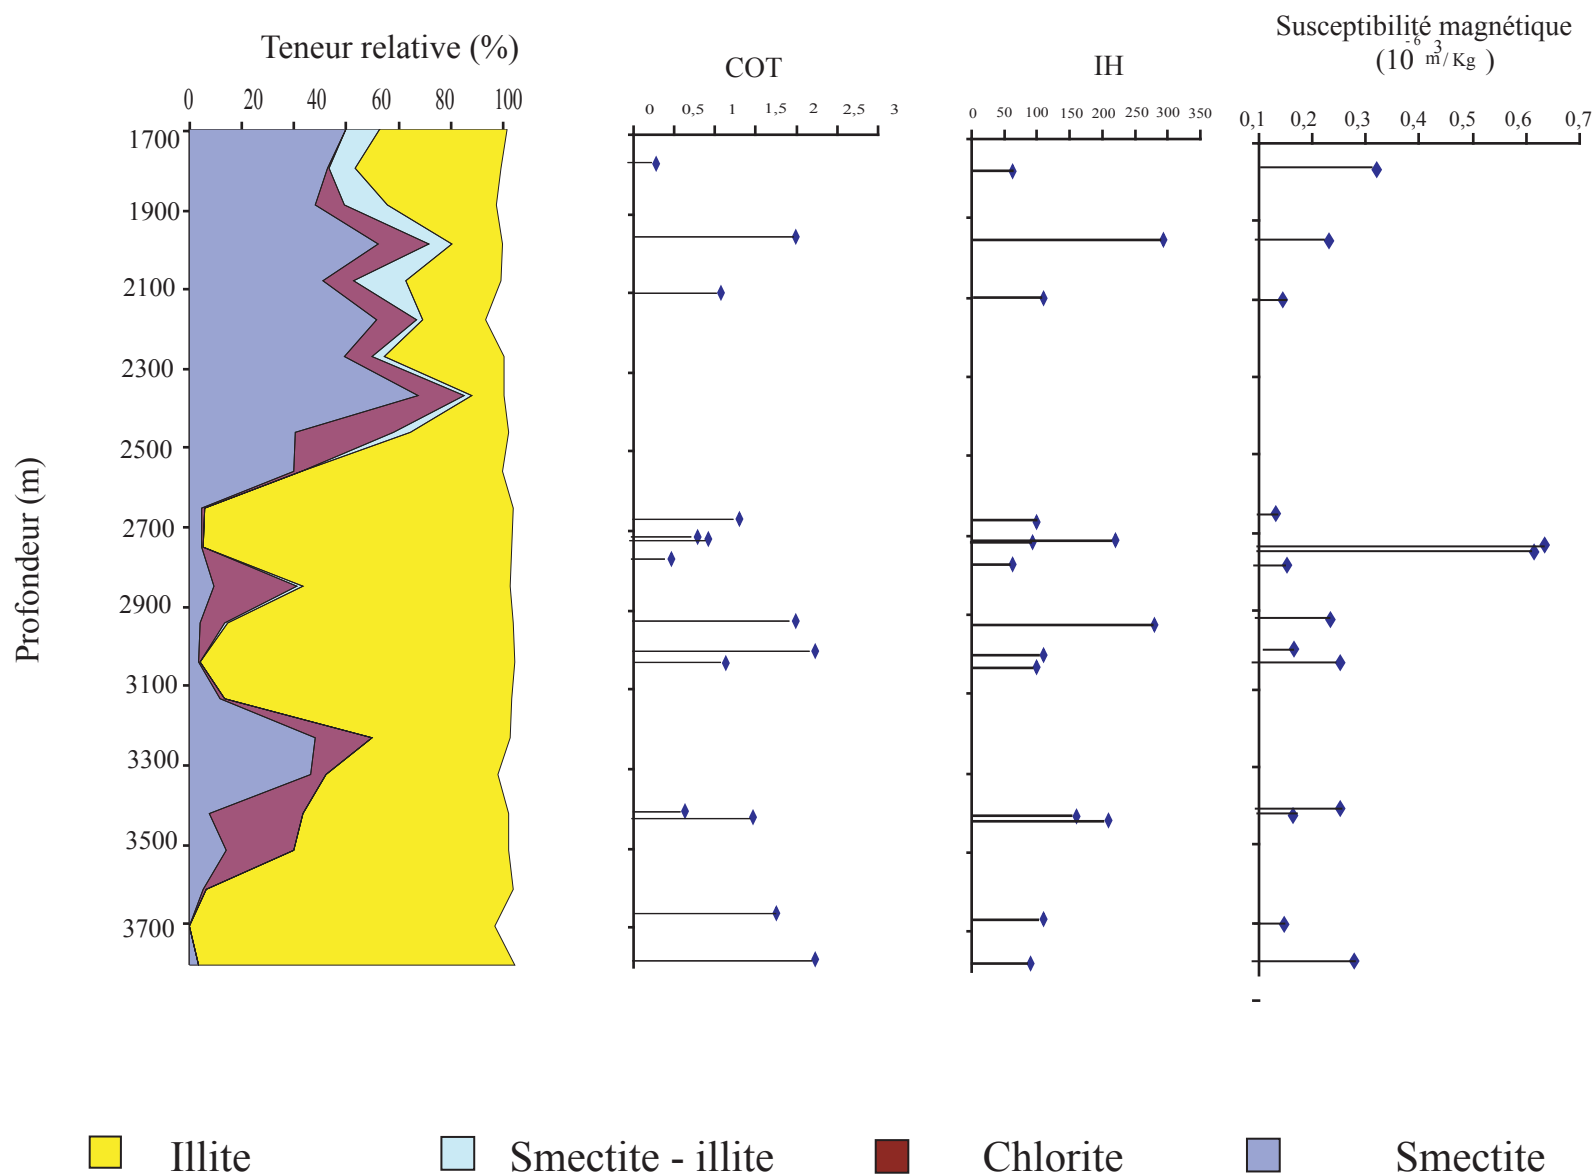 Teneur relative (%)
COT
IH
Susceptibilité magnétique
(10-6 m3/Kg )
0 20 40 60 80 100
0 0,5 1 1,5 2 2,5 3
0 50 100 150 200 250 300 350
0,1 0,2 0,3 0,4 0,5 0,6 0,7
Profondeur (m)
1700
1900
2100
2300
2500
2700
2900
3100
3300
3500
3700
Illite
Smectite - illite
Chlorite
Smectite